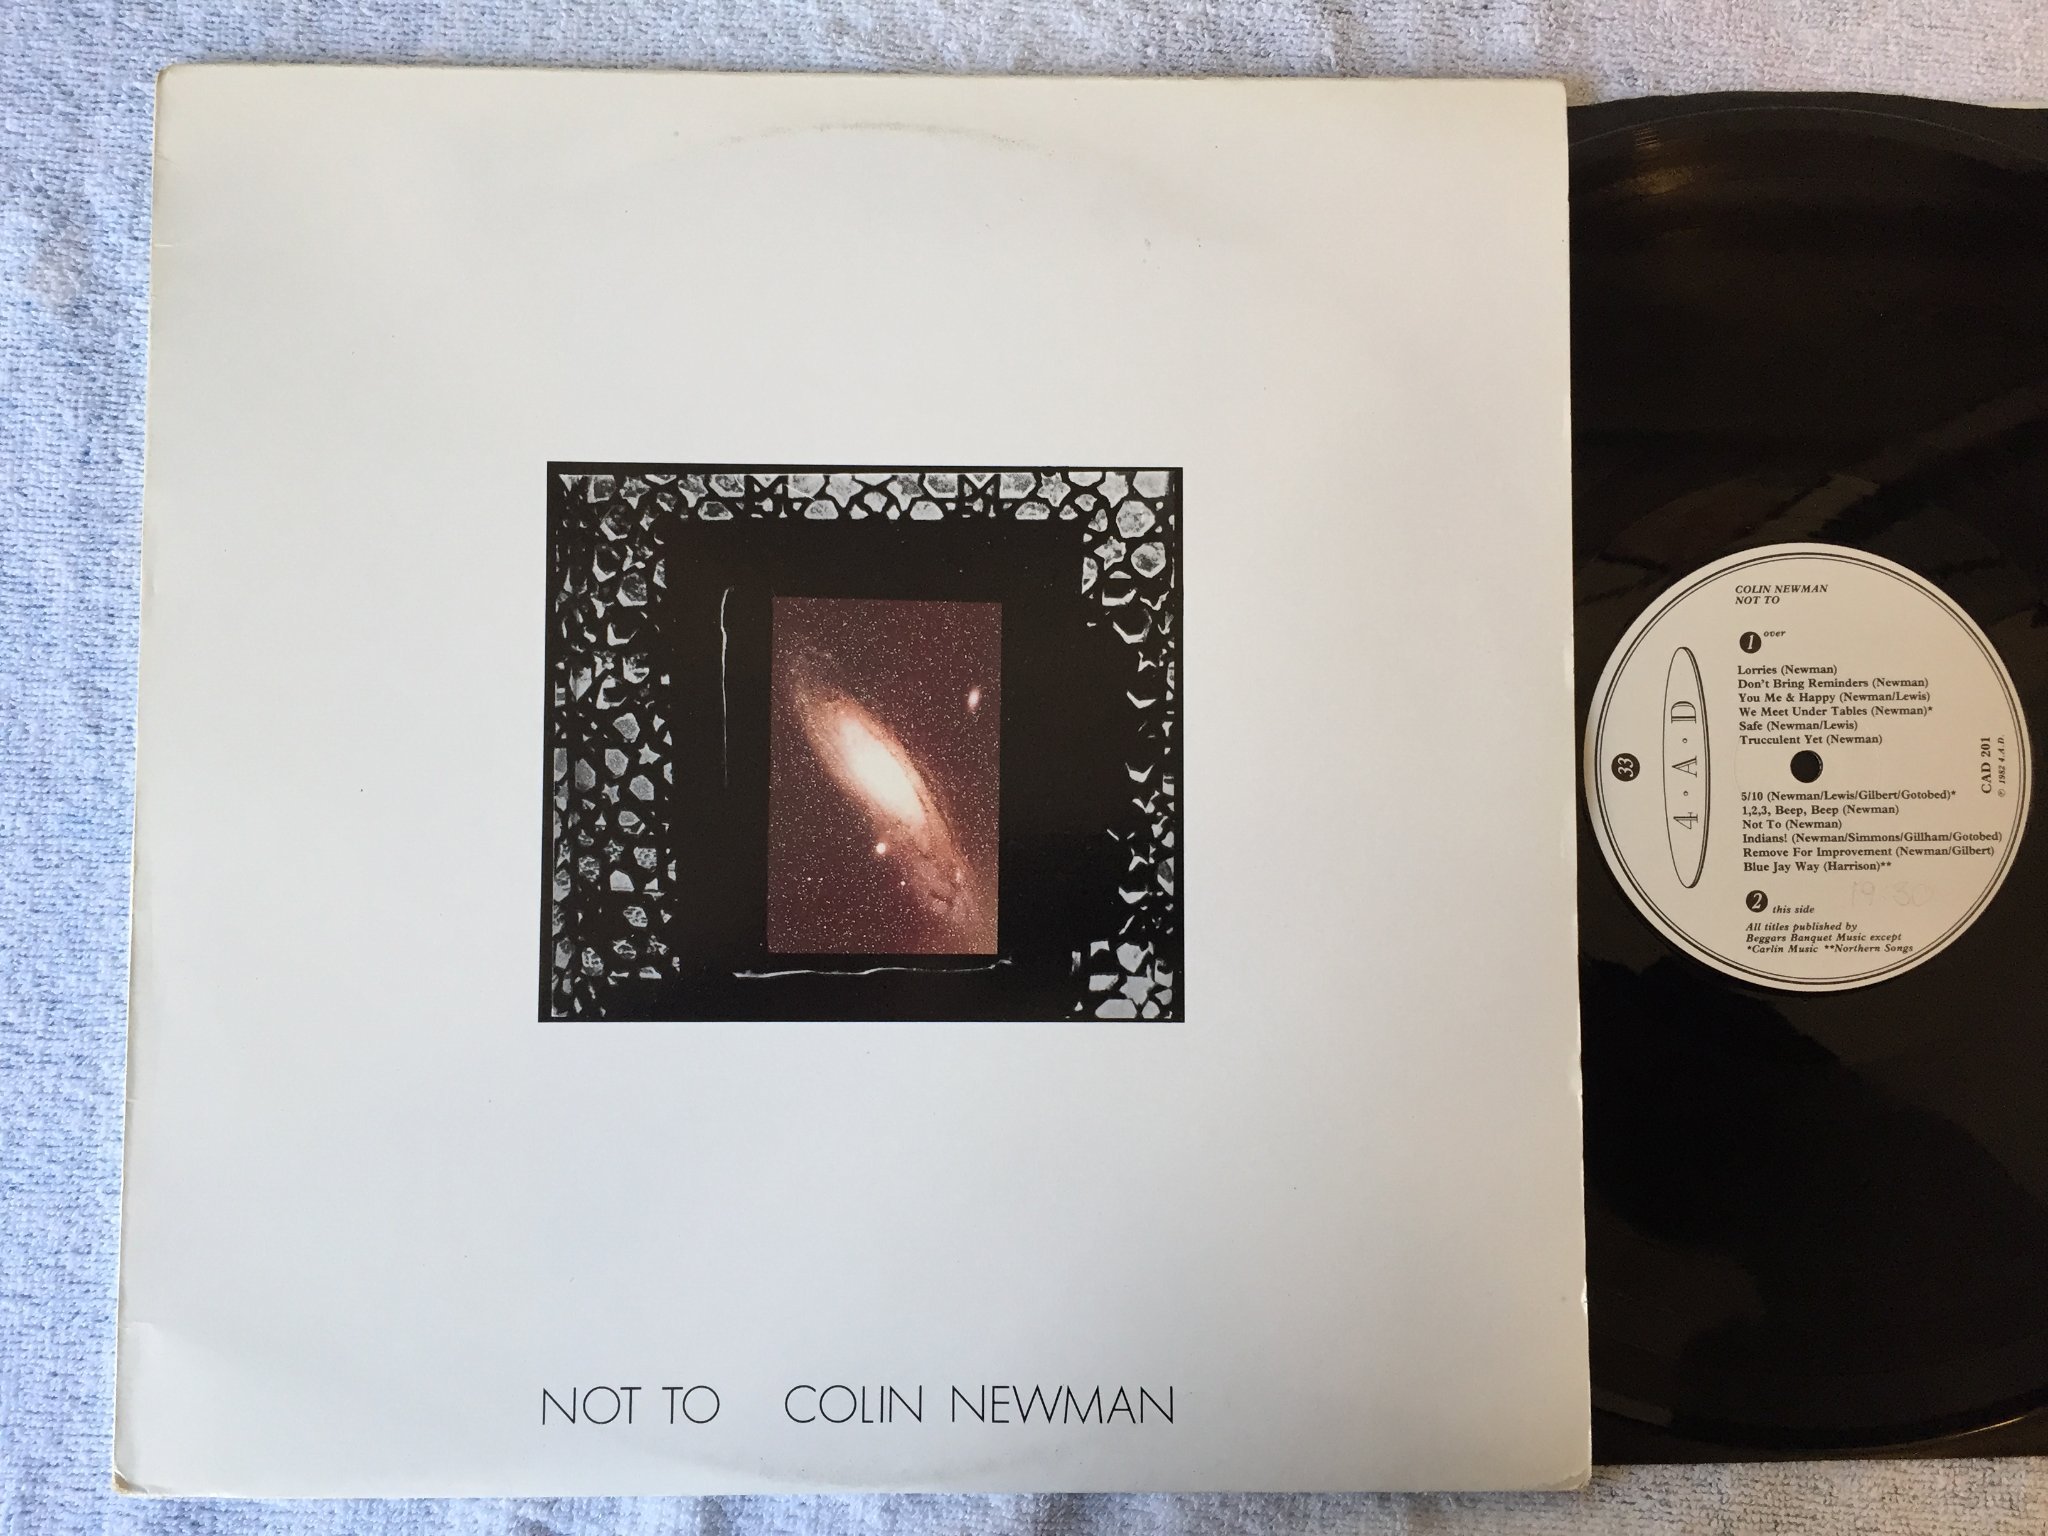 NOT TO COLIN NEWMAN
COLIN NEWMAN
NOT TO
1 over
Lorries (Newman)
Don't Bring Reminders (Newman)
You Me & Happy (Newman/Lewis)
We Meet Under Tables (Newman)*
Safe (Newman/Lewis)
Trucculent Yet (Newman)
33
4·A·D
CAD 201
℗ 1982 4.A.D.
5/10 (Newman/Lewis/Gilbert/Gotobed)*
1,2,3, Beep, Beep (Newman)
Not To (Newman)
Indians! (Newman/Simmons/Gillham/Gotobed)
Remove For Improvement (Newman/Gilbert)
Blue Jay Way (Harrison)**
2 this side
All titles published by
Beggars Banquet Music except
*Carlin Music **Northern Songs